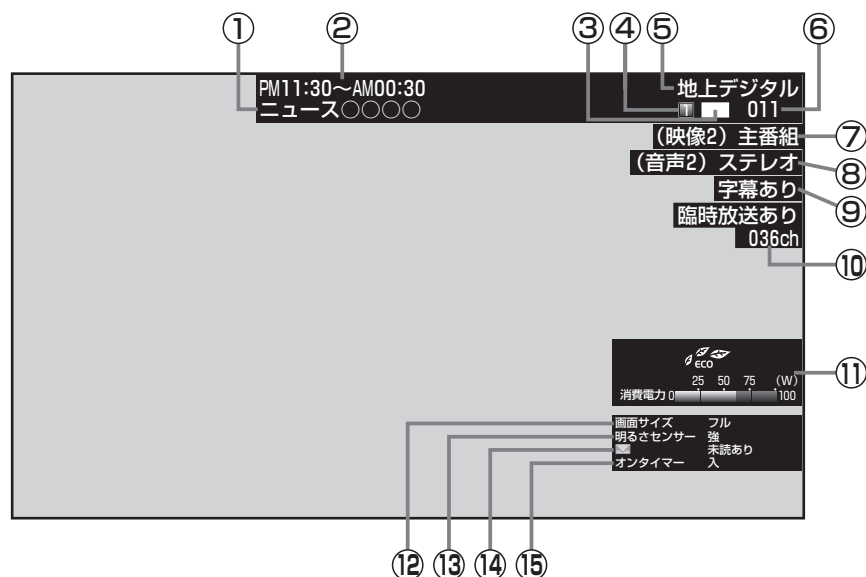 ① ② ③ ④ ⑤ ⑥
PM11:30～AM00:30
ニュース○○○○
地上デジタル
T 011
(映像2) 主番組 ⑦
(音声2) ステレオ ⑧
字幕あり ⑨
臨時放送あり
036ch ⑩
ECO
25 50 75 (W) ⑪
消費電力 0 100
画面サイズ フル
明るさセンサー 強
未読あり
オンタイマー 入
⑫ ⑬ ⑭ ⑮